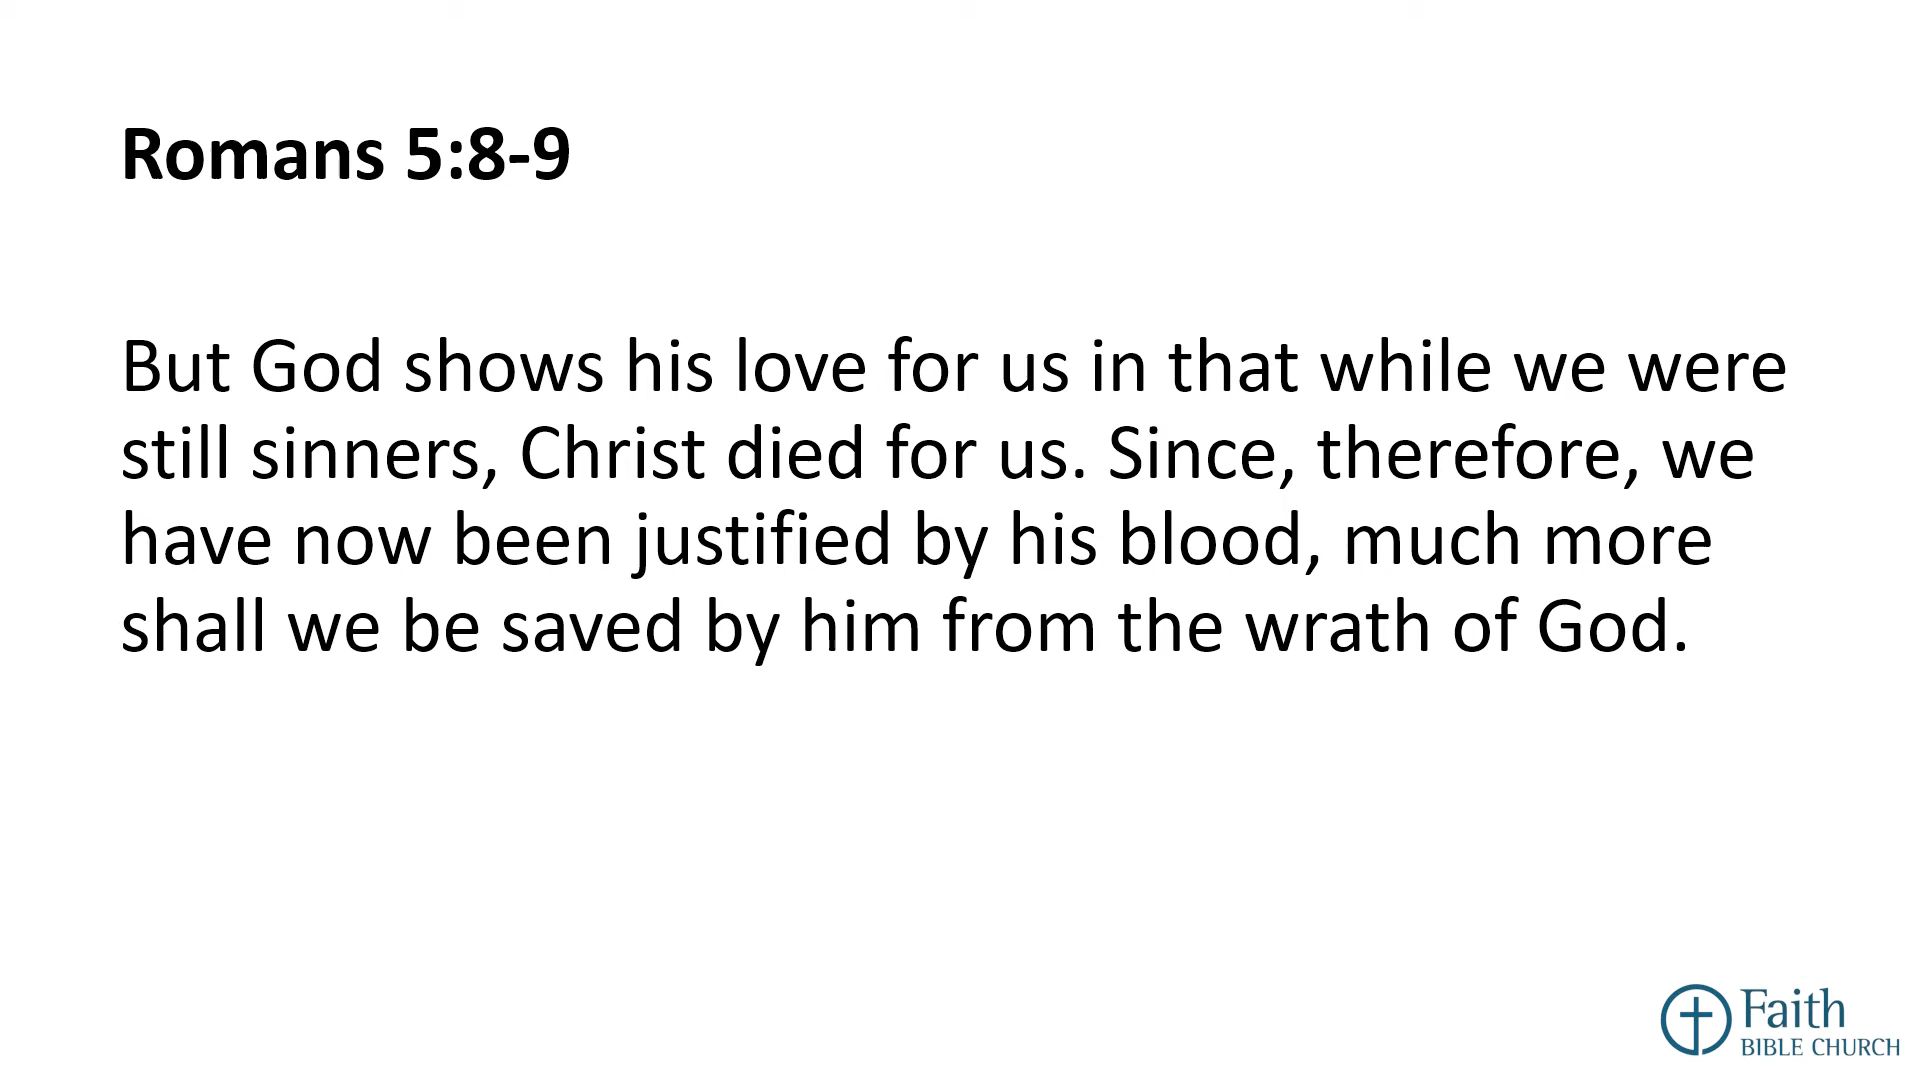 Romans 5:8-9
But God shows his love for us in that while we were
still sinners, Christ died for us. Since, therefore, we
have now been justified by his blood, much more
shall we be saved by him from the wrath of God.
Faith
BIBLE CHURCH